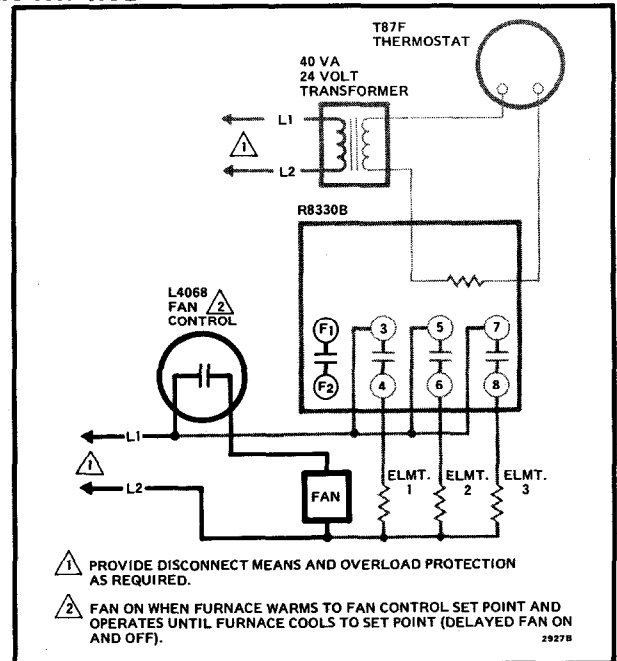 T87F
THERMOSTAT
40 VA
24 VOLT
TRANSFORMER
L1
1
L2
R8330B
L4068
FAN 2
CONTROL
F1
3
5
7
F2
4
6
8
L1
1
L2
FAN
ELMT.
1
ELMT.
2
ELMT.
3
1 PROVIDE DISCONNECT MEANS AND OVERLOAD PROTECTION
AS REQUIRED.
2 FAN ON WHEN FURNACE WARMS TO FAN CONTROL SET POINT AND
OPERATES UNTIL FURNACE COOLS TO SET POINT (DELAYED FAN ON
AND OFF).
2927B